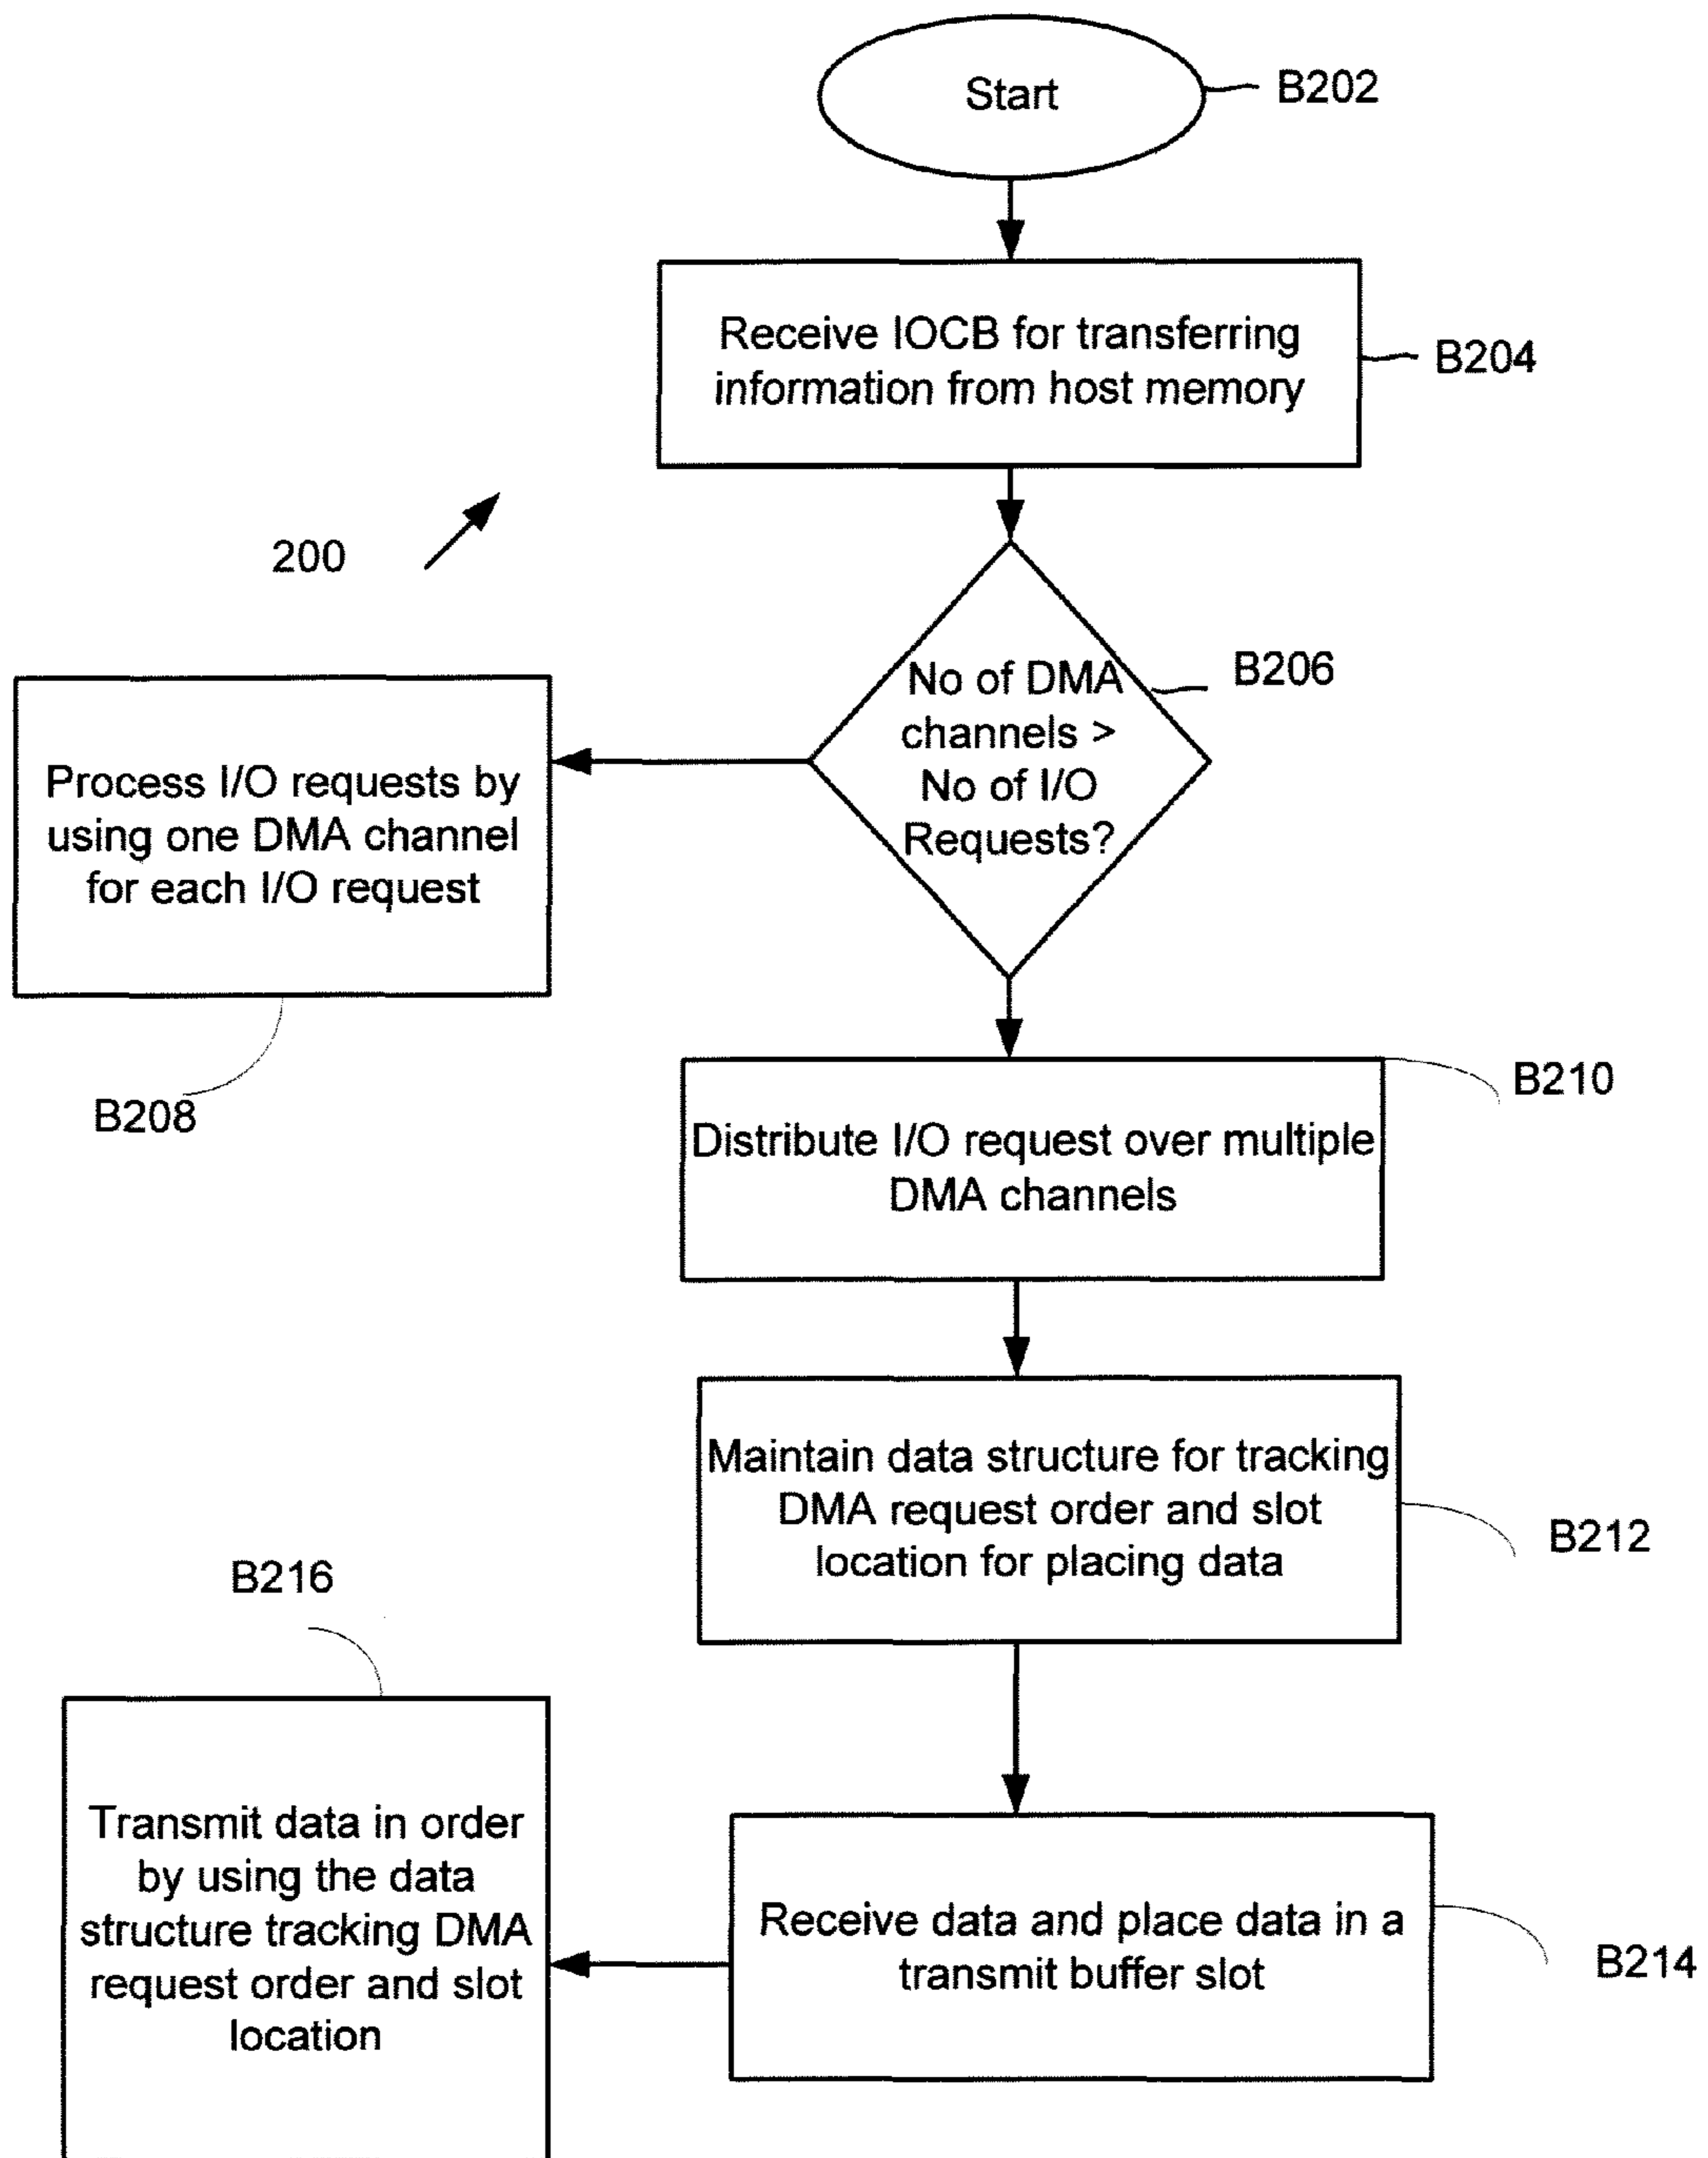 Start
B202
Receive IOCB for transferring
information from host memory
B204
200
No of DMA
channels >
No of I/O
Requests?
B206
Process I/O requests by
using one DMA channel
for each I/O request
B208
Distribute I/O request over multiple
DMA channels
B210
Maintain data structure for tracking
DMA request order and slot
location for placing data
B212
B216
Transmit data in order
by using the data
structure tracking DMA
request order and slot
location
Receive data and place data in a
transmit buffer slot
B214